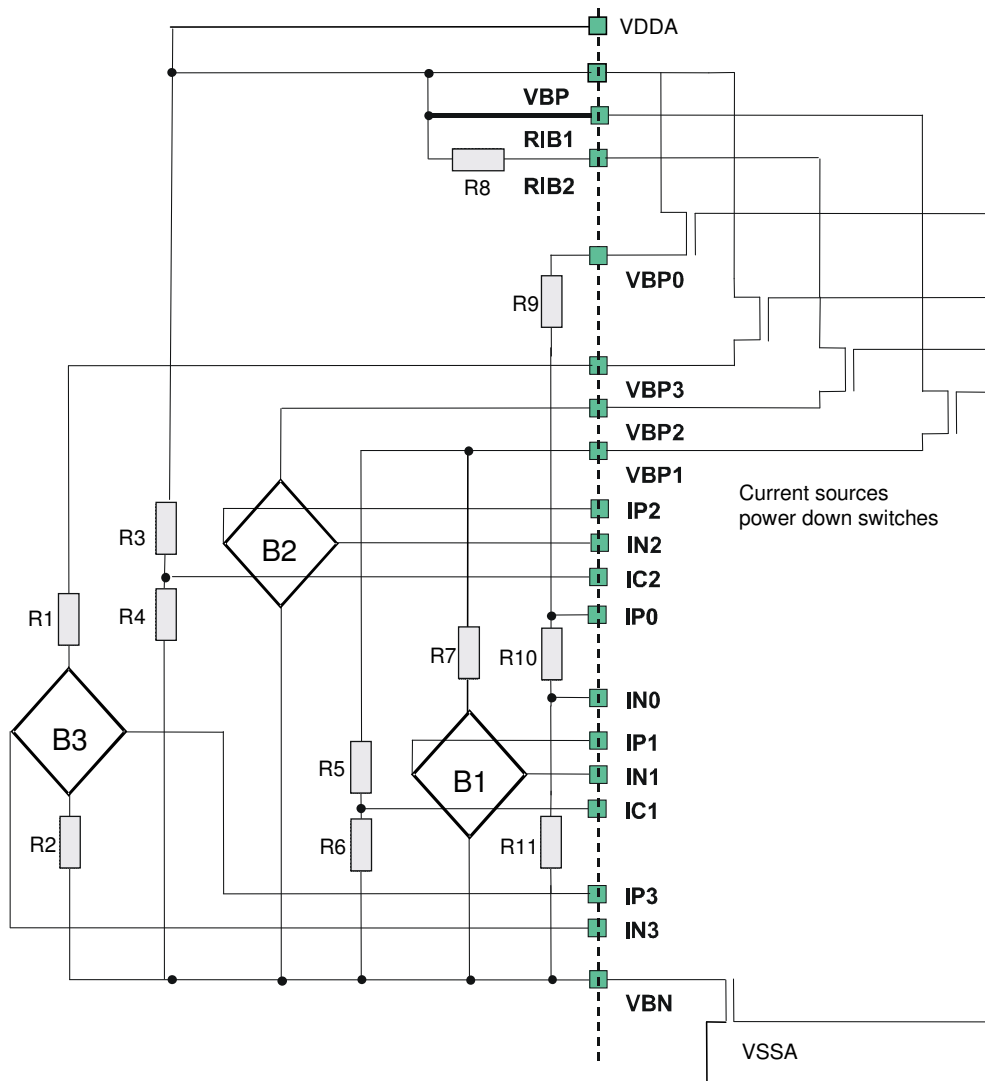 VDDA
VBP
RIB1
R8
RIB2
VBP0
R9
VBP3
VBP2
VBP1
Current sources
power down switches
IP2
R3
IN2
B2
IC2
R1
R4
IP0
R7
R10
IN0
B3
IP1
R5
B1
IN1
IC1
R2
R6
R11
IP3
IN3
VBN
VSSA